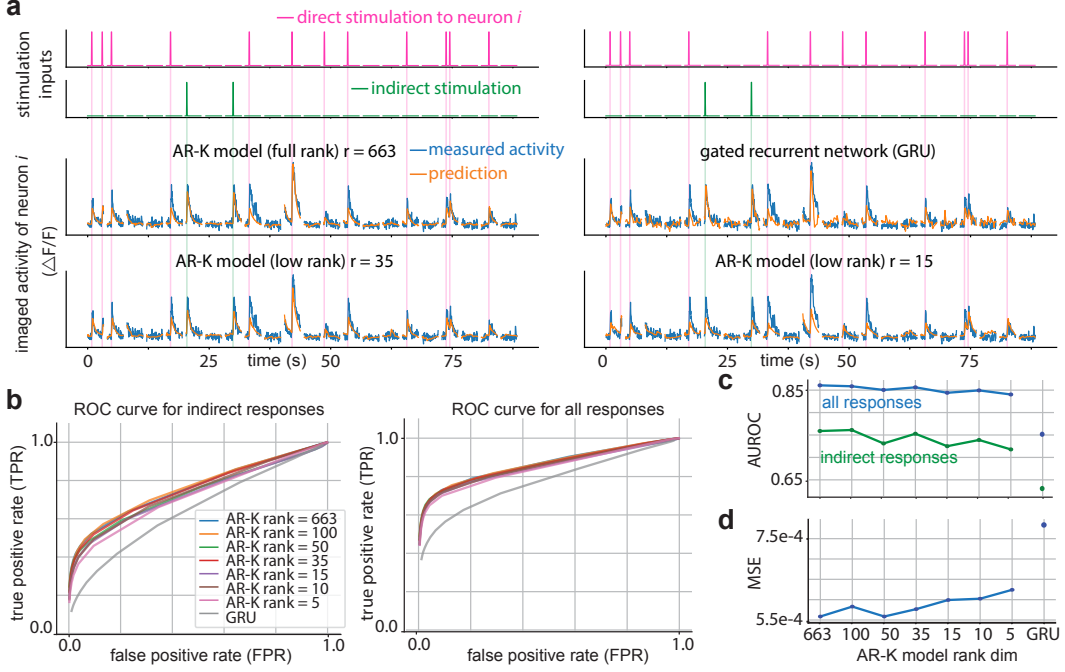 a
direct stimulation to neuron i
stimulation
inputs
indirect stimulation
AR-K model (full rank) r = 663
measured activity
prediction
gated recurrent network (GRU)
imaged activity of neuron i
(△F/F)
AR-K model (low rank) r = 35
AR-K model (low rank) r = 15
0 25 50 75
time (s)
0 25 50 75
time (s)
b
ROC curve for indirect responses
true positive rate (TPR)
1.0
0.0
AR-K rank = 663
AR-K rank = 100
AR-K rank = 50
AR-K rank = 35
AR-K rank = 15
AR-K rank = 10
AR-K rank = 5
GRU
0.0 1.0
false positive rate (FPR)
ROC curve for all responses
true positive rate (TPR)
1.0
0.0
0.0 1.0
false positive rate (FPR)
c
AUROC
0.85
0.65
all responses
indirect responses
d
MSE
7.5e-4
5.5e-4
663 100 50 35 15 10 5 GRU
AR-K model rank dim